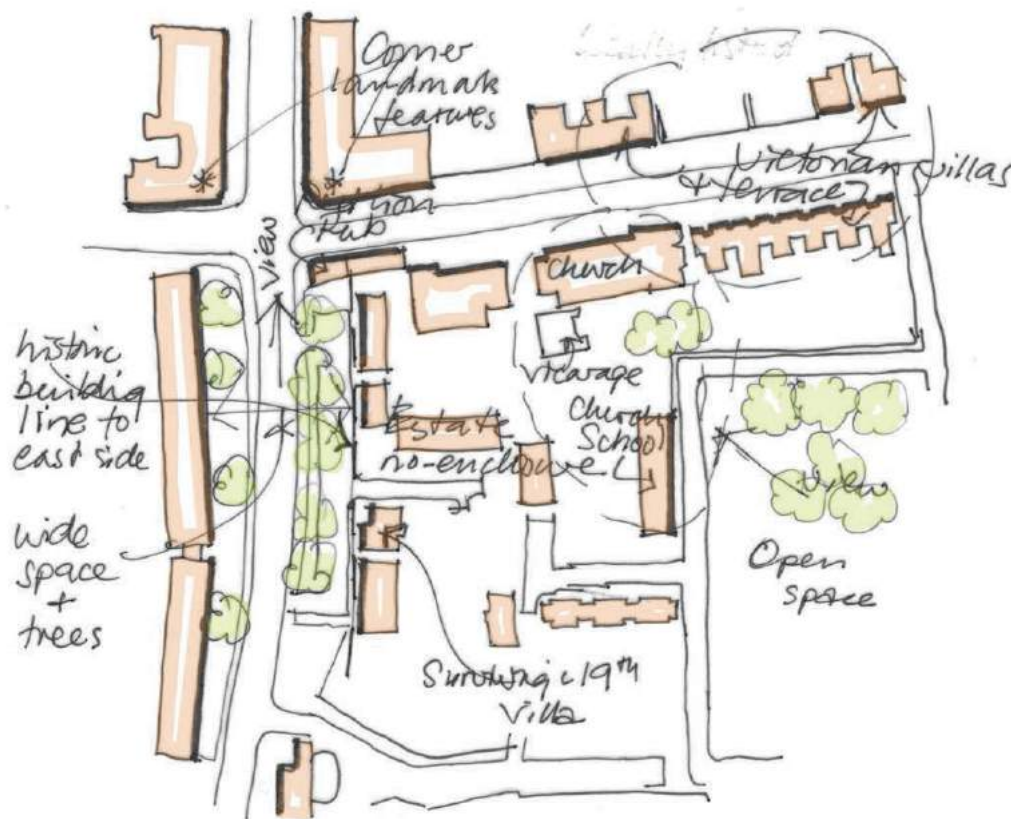 Corner
landmark
features
Victorian villas
+ terraces
Pub
View
Church
historic
building
line to
east side
Vicarage
Church
School
Estate
no-enclosure
View
wide
space
+
trees
Open
space
Surviving c19th
Villa